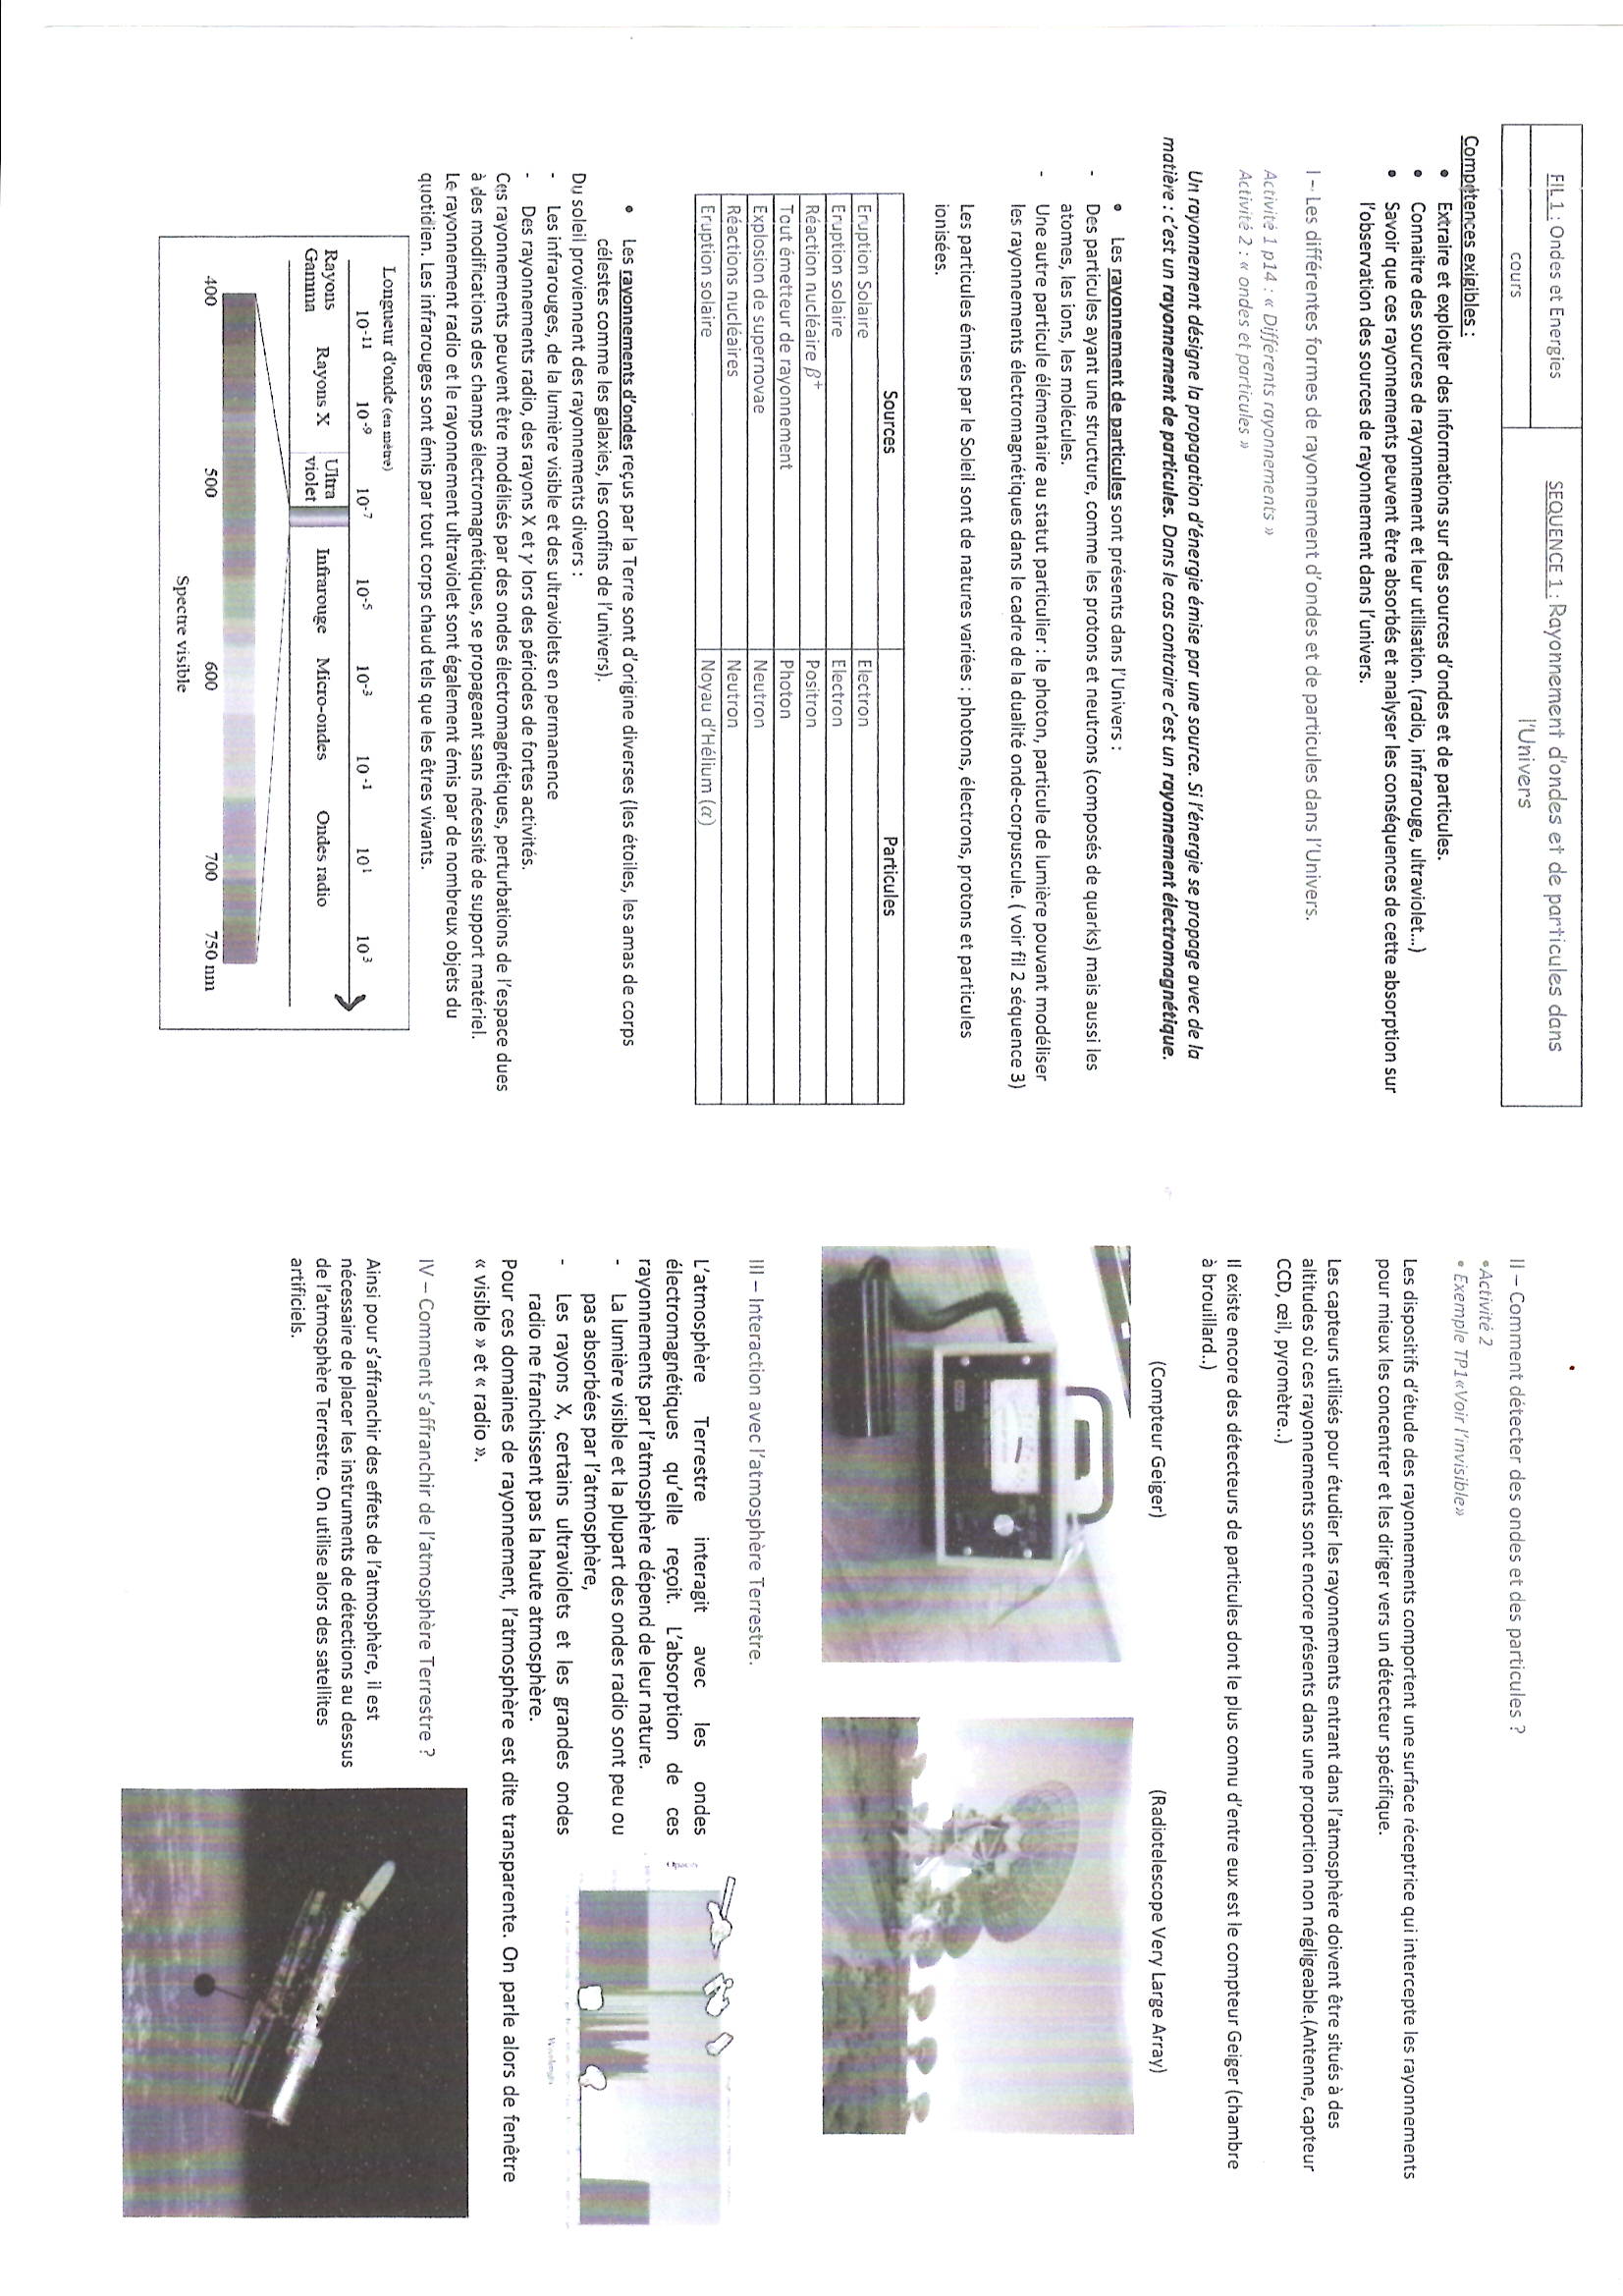 FIL 1 : Ondes et Energies
cours
SEQUENCE 1 : Rayonnement d'ondes et de particules dans
l'Univers
Compétences exigibles :
• Extraire et exploiter des informations sur des sources d'ondes et de particules.
• Connaitre des sources de rayonnement et leur utilisation. (radio, infrarouge, ultraviolet...)
• Savoir que ces rayonnements peuvent être absorbés et analyser les conséquences de cette absorption sur
l'observation des sources de rayonnement dans l'univers.
I – Les différentes formes de rayonnement d'ondes et de particules dans l'Univers.
Activité 1 p14 : « Différents rayonnements »
Activité 2 : « ondes et particules »
Un rayonnement désigne la propagation d'énergie émise par une source. Si l'énergie se propage avec de la
matière : c'est un rayonnement de particules. Dans le cas contraire c'est un rayonnement électromagnétique.
• Les rayonnement de particules sont présents dans l'Univers :
- Des particules ayant une structure, comme les protons et neutrons (composés de quarks) mais aussi les
atomes, les ions, les molécules.
- Une autre particule élémentaire au statut particulier : le photon, particule de lumière pouvant modéliser
les rayonnements électromagnétiques dans le cadre de la dualité onde-corpuscule. ( voir fil 2 séquence 3)
Les particules émises par le Soleil sont de natures variées : photons, électrons, protons et particules
ionisées.
Sources Particules
Eruption Solaire Electron
Eruption solaire Electron
Réaction nucléaire β⁺ Positron
Tout émetteur de rayonnement Photon
Explosion de supernovae Neutron
Réactions nucléaires Neutron
Eruption solaire Noyau d'Hélium (α)
• Les rayonnements d'ondes reçus par la Terre sont d'origine diverses (les étoiles, les amas de corps
célestes comme les galaxies, les confins de l'univers).
Du soleil proviennent des rayonnements divers :
- Les infrarouges, de la lumière visible et des ultraviolets en permanence
- Des rayonnements radio, des rayons X et γ lors des périodes de fortes activités.
Ces rayonnements peuvent être modélisés par des ondes électromagnétiques, perturbations de l'espace dues
à des modifications des champs électromagnétiques, se propageant sans nécessité de support matériel.
Le rayonnement radio et le rayonnement ultraviolet sont également émis par de nombreux objets du
quotidien. Les infrarouges sont émis par tout corps chaud tels que les êtres vivants.
Longueur d'onde (en mètre)
10⁻¹¹ 10⁻⁹ 10⁻⁷ 10⁻⁵ 10⁻³ 10⁻¹ 10¹ 10³
Rayons Gamma Rayons X Ultra violet Infrarouge Micro-ondes Ondes radio
400 500 600 700 750 nm
Spectre visible
II – Comment détecter des ondes et des particules ?
•Activité 2
• Exemple TP1«Voir l'invisible»
Les dispositifs d'étude des rayonnements comportent une surface réceptrice qui intercepte les rayonnements
pour mieux les concentrer et les diriger vers un détecteur spécifique.
Les capteurs utilisés pour étudier les rayonnements entrant dans l'atmosphère doivent être situés à des
altitudes où ces rayonnements sont encore présents dans une proportion non négligeable.(Antenne, capteur
CCD, œil, pyromètre..)
Il existe encore des détecteurs de particules dont le plus connu d'entre eux est le compteur Geiger (chambre
à brouillard..)
(Compteur Geiger) (Radiotelescope Very Large Array)
III – Interaction avec l'atmosphère Terrestre.
L'atmosphère Terrestre interagit avec les ondes
électromagnétiques qu'elle reçoit. L'absorption de ces
rayonnements par l'atmosphère dépend de leur nature.
- La lumière visible et la plupart des ondes radio sont peu ou
pas absorbées par l'atmosphère,
- Les rayons X, certains ultraviolets et les grandes ondes
radio ne franchissent pas la haute atmosphère.
Wavelength
Pour ces domaines de rayonnement, l'atmosphère est dite transparente. On parle alors de fenêtre
« visible » et « radio ».
IV – Comment s'affranchir de l'atmosphère Terrestre ?
Ainsi pour s'affranchir des effets de l'atmosphère, il est
nécessaire de placer les instruments de détections au dessus
de l'atmosphère Terrestre. On utilise alors des satellites
artificiels.